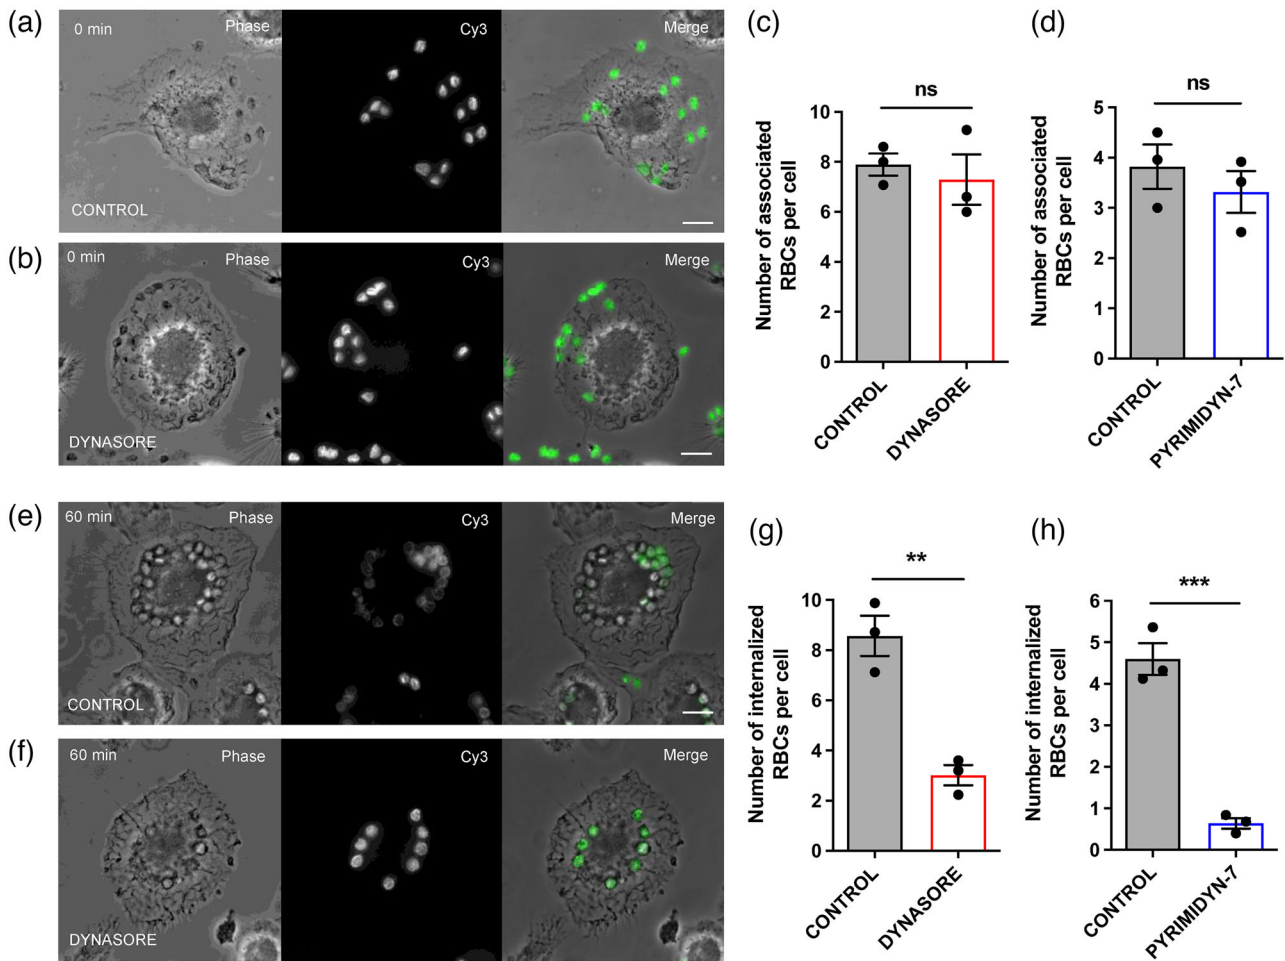 (a)
0 min
Phase
Cy3
Merge
CONTROL
(b)
0 min
Phase
Cy3
Merge
DYNASORE
(c)
ns
Number of associated
RBCs per cell
10
8
6
4
2
0
CONTROL
DYNASORE
(d)
ns
Number of associated
RBCs per cell
5
4
3
2
1
0
CONTROL
PYRIMIDYN-7
(e)
60 min
Phase
Cy3
Merge
CONTROL
(f)
60 min
Phase
Cy3
Merge
DYNASORE
(g)
**
Number of internalized
RBCs per cell
10
8
6
4
2
0
CONTROL
DYNASORE
(h)
***
Number of internalized
RBCs per cell
6
5
4
3
2
1
0
CONTROL
PYRIMIDYN-7